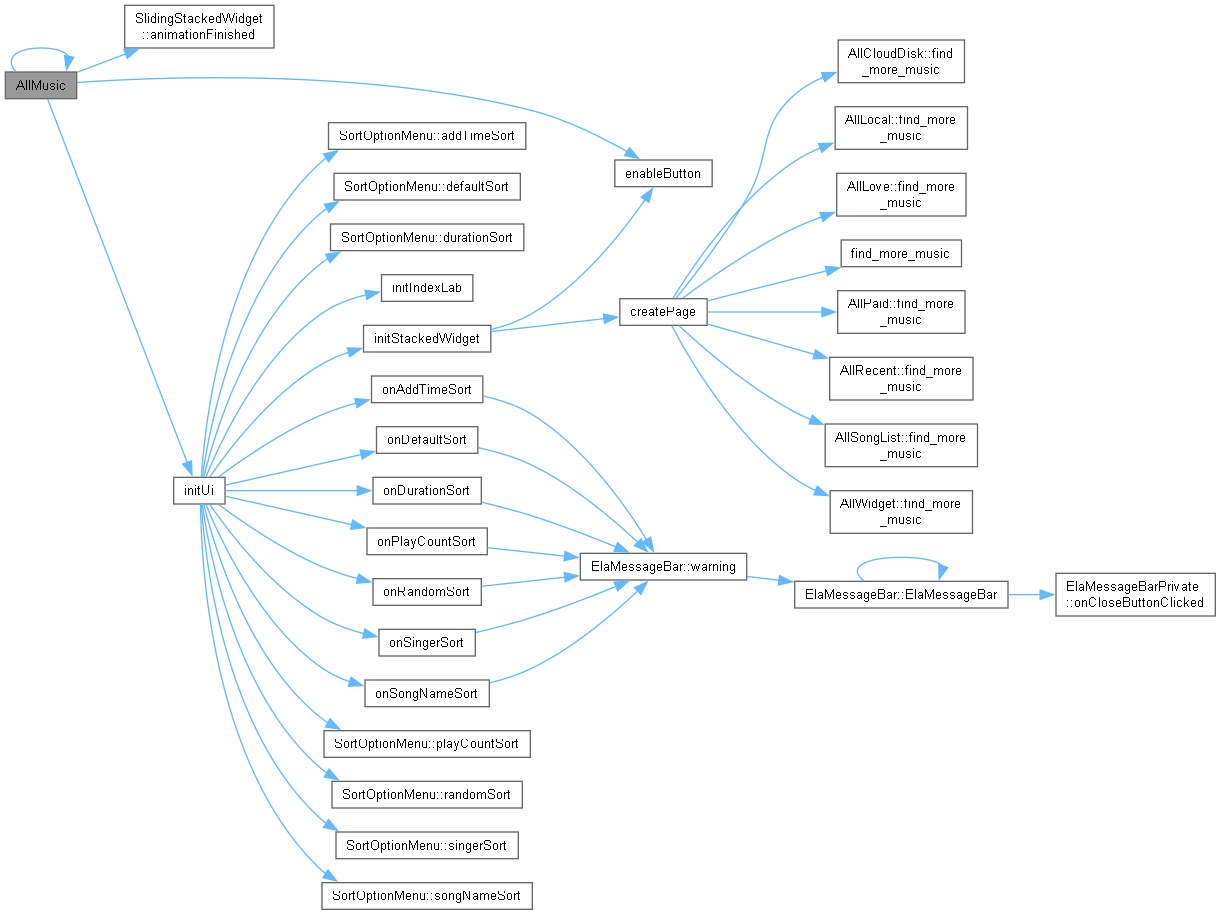 SlidingStackedWidget
::animationFinished
AllMusic
SortOptionMenu::addTimeSort
SortOptionMenu::defaultSort
SortOptionMenu::durationSort
initIndexLab
initStackedWidget
onAddTimeSort
onDefaultSort
initUi
onDurationSort
onPlayCountSort
onRandomSort
onSingerSort
onSongNameSort
SortOptionMenu::playCountSort
SortOptionMenu::randomSort
SortOptionMenu::singerSort
SortOptionMenu::songNameSort
enableButton
createPage
ElaMessageBar::warning
AllCloudDisk::find
_more_music
AllLocal::find_more
_music
AllLove::find_more
_music
find_more_music
AllPaid::find_more
_music
AllRecent::find_more
_music
AllSongList::find_more
_music
AllWidget::find_more
_music
ElaMessageBar::ElaMessageBar
ElaMessageBarPrivate
::onCloseButtonClicked